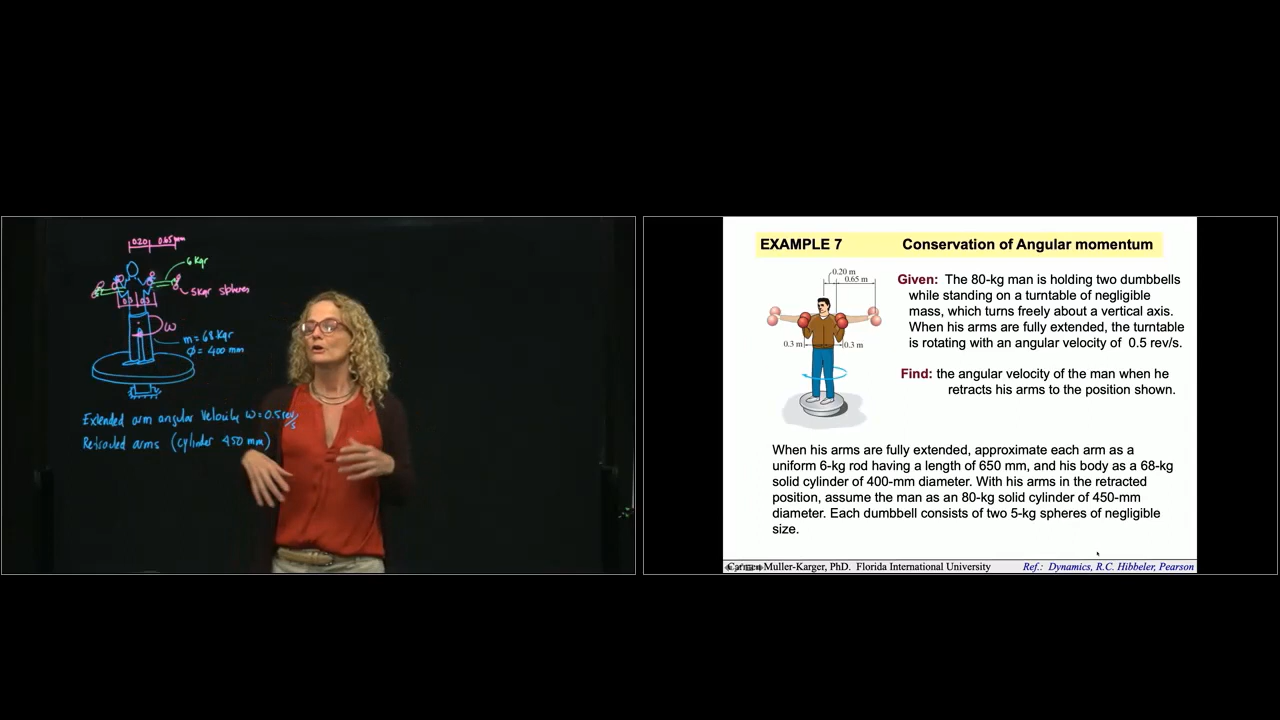 0.20 0.65 mm
6 Kgr
5 Kgr spheres
0.3 0.3
ω
m = 68 Kgr
Ø = 400 mm
Extended arm angular velocity ω = 0.5 rev/s
Retracted arms (cylinder 450 mm)
EXAMPLE 7 Conservation of Angular momentum
0.20 m
0.65 m
0.3 m 0.3 m
Given: The 80-kg man is holding two dumbbells
while standing on a turntable of negligible
mass, which turns freely about a vertical axis.
When his arms are fully extended, the turntable
is rotating with an angular velocity of 0.5 rev/s.
Find: the angular velocity of the man when he
retracts his arms to the position shown.
When his arms are fully extended, approximate each arm as a
uniform 6-kg rod having a length of 650 mm, and his body as a 68-kg
solid cylinder of 400-mm diameter. With his arms in the retracted
position, assume the man as an 80-kg solid cylinder of 450-mm
diameter. Each dumbbell consists of two 5-kg spheres of negligible
size.
Muller-Karger, PhD. Florida International University Ref.: Dynamics, R.C. Hibbeler, Pearson